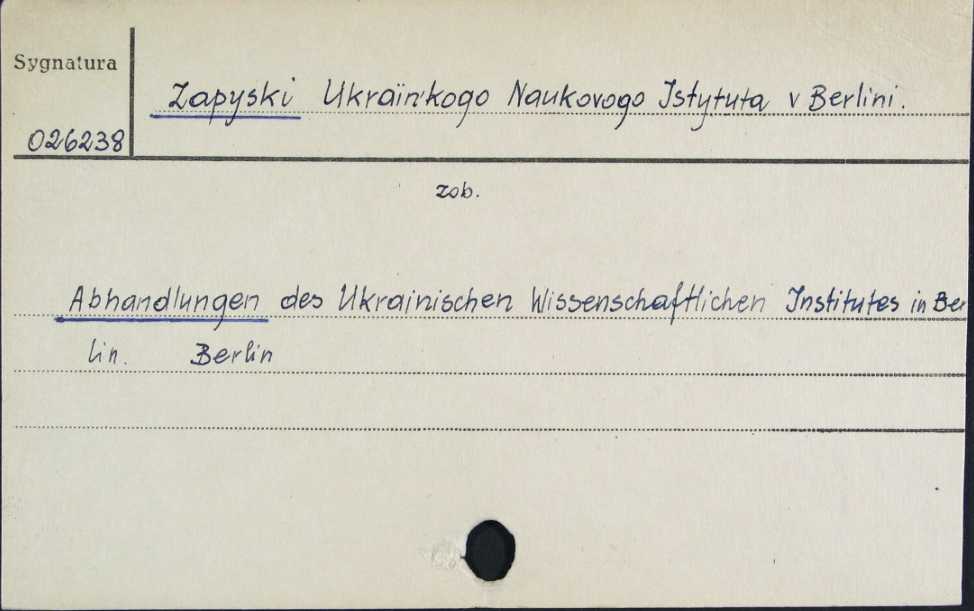 Sygnatura
Zapyski Ukraïn'kogo Naukovogo Istytuta v Berlini.
026238
zob.
Abhandlungen des Ukrainischen Wissenschaftlichen Institutes in Ber
lin. Berlin